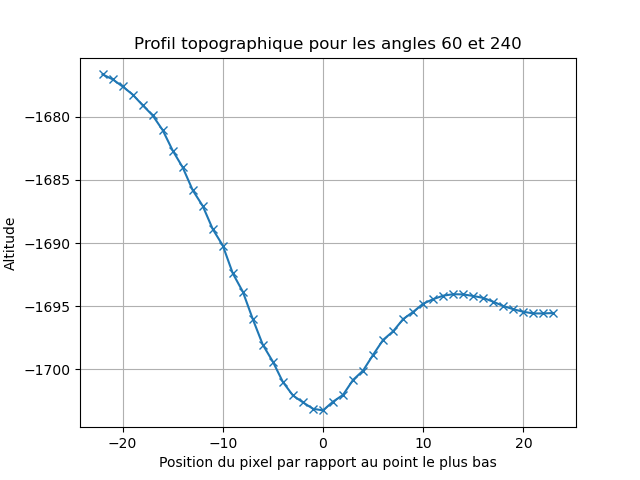 Profil topographique pour les angles 60 et 240
Altitude
−1680
−1685
−1690
−1695
−1700
−20 −10 0 10 20
Position du pixel par rapport au point le plus bas